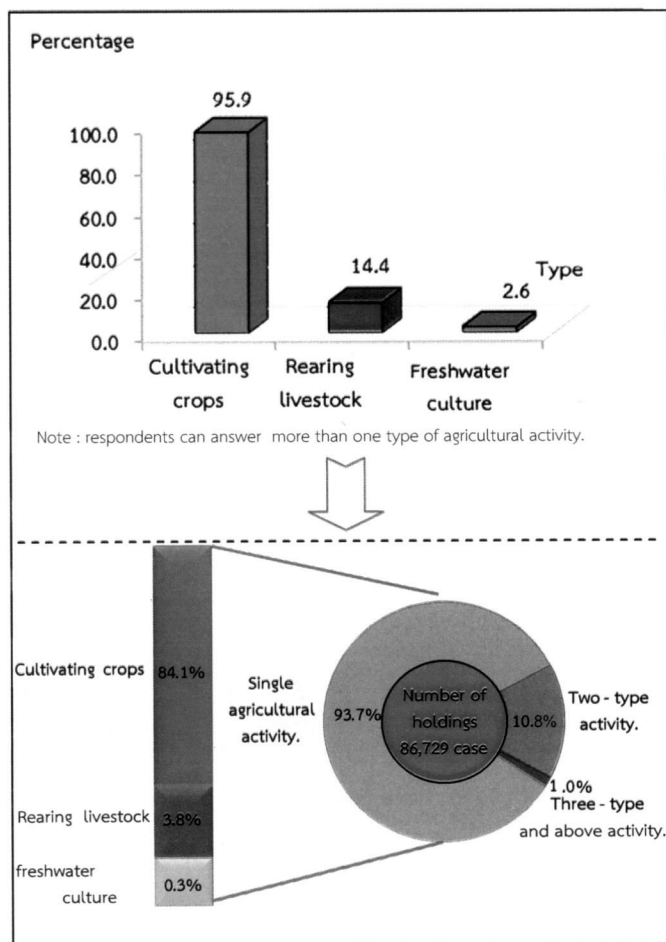 Percentage
95.9
100.0
80.0
60.0
40.0
20.0
0.0
14.4
2.6
Type
Cultivating
crops
Rearing
livestock
Freshwater
culture
Note : respondents can answer more than one type of agricultural activity.
Cultivating crops
84.1%
Rearing livestock
3.8%
freshwater
culture
0.3%
Single
agricultural
activity.
93.7%
Number of
holdings
86,729 case
10.8%
Two - type
activity.
1.0%
Three - type
and above activity.